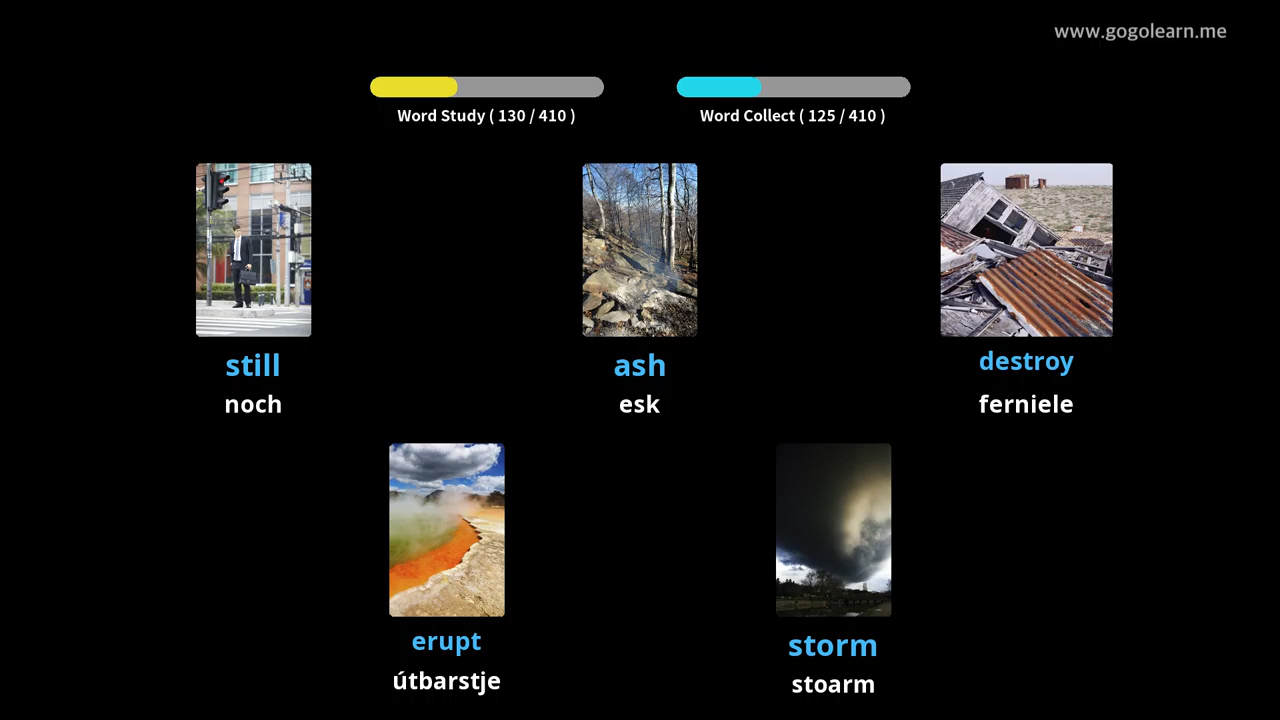 www.gogolearn.me
Word Study ( 130 / 410 )
Word Collect ( 125 / 410 )
still
noch
ash
esk
destroy
ferniele
erupt
útbarstje
storm
stoarm